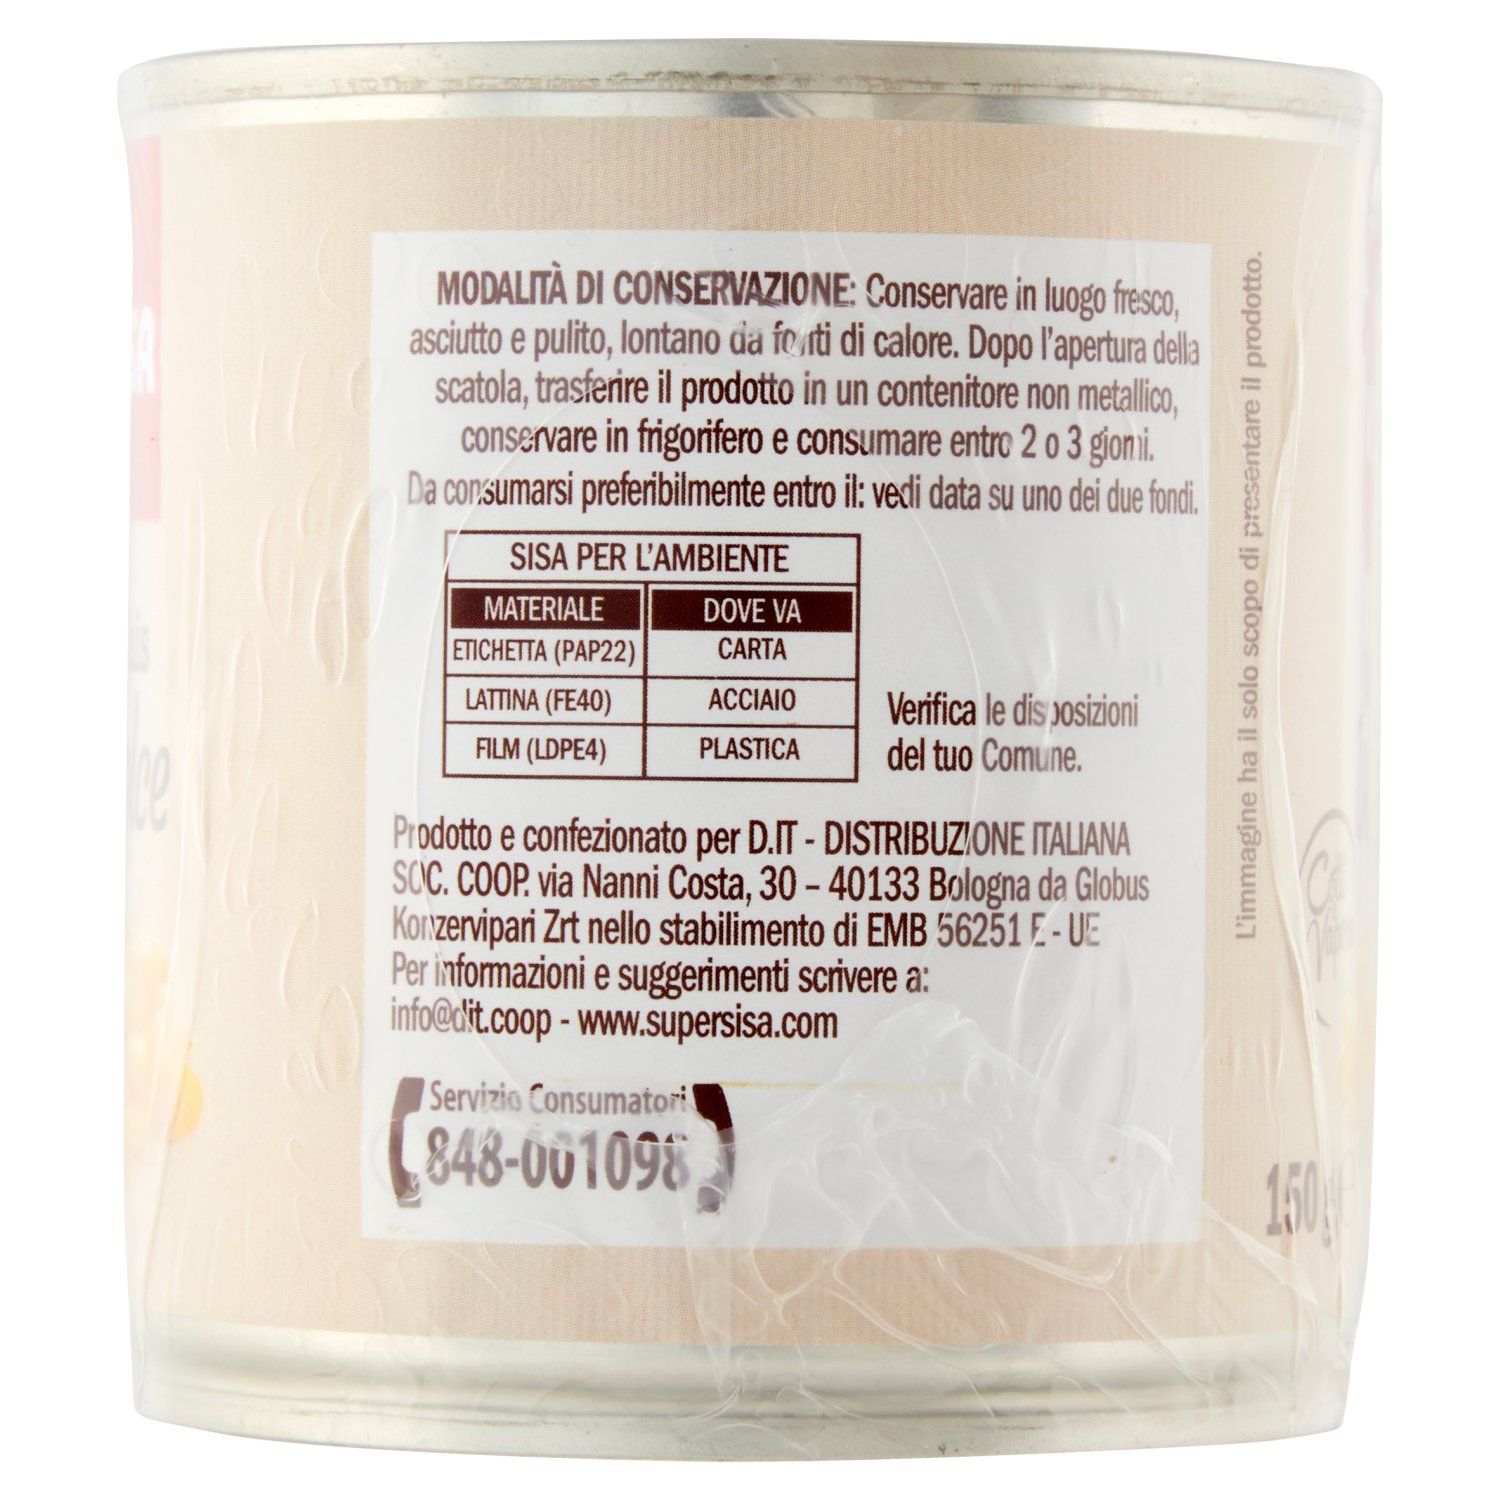 MODALITÀ DI CONSERVAZIONE: Conservare in luogo fresco,
asciutto e pulito, lontano da fonti di calore. Dopo l'apertura della
scatola, trasferire il prodotto in un contenitore non metallico,
conservare in frigorifero e consumare entro 2 o 3 giorni.
Da consumarsi preferibilmente entro il: vedi data su uno dei due fondi.
SISA PER L'AMBIENTE
MATERIALE DOVE VA
ETICHETTA (PAP22) CARTA
LATTINA (FE40) ACCIAIO
FILM (LDPE4) PLASTICA
Verifica le disposizioni
del tuo Comune.
Prodotto e confezionato per D.IT - DISTRIBUZIONE ITALIANA
SOC. COOP. via Nanni Costa, 30 – 40133 Bologna da Globus
Konzervipari Zrt nello stabilimento di EMB 56251 E - UE
Per informazioni e suggerimenti scrivere a:
info@dit.coop - www.supersisa.com
Servizio Consumatori
848-001098
L'immagine ha il solo scopo di presentare il prodotto.
150 g